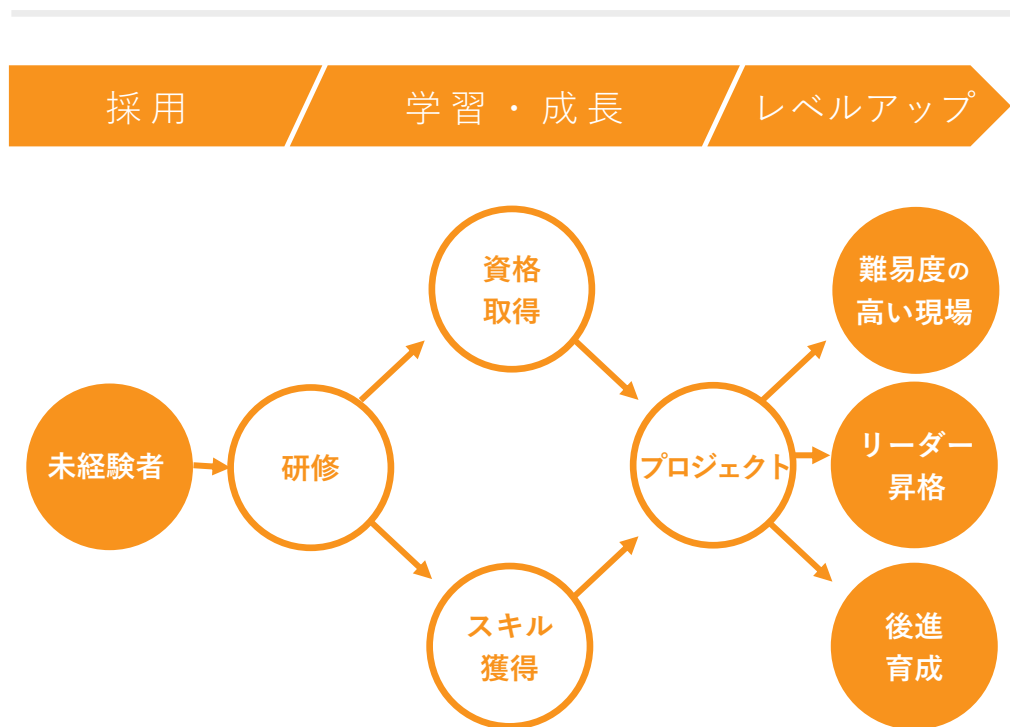 採用
学習・成長
レベルアップ
未経験者
研修
資格
取得
スキル
獲得
プロジェクト
難易度の
高い現場
リーダー
昇格
後進
育成